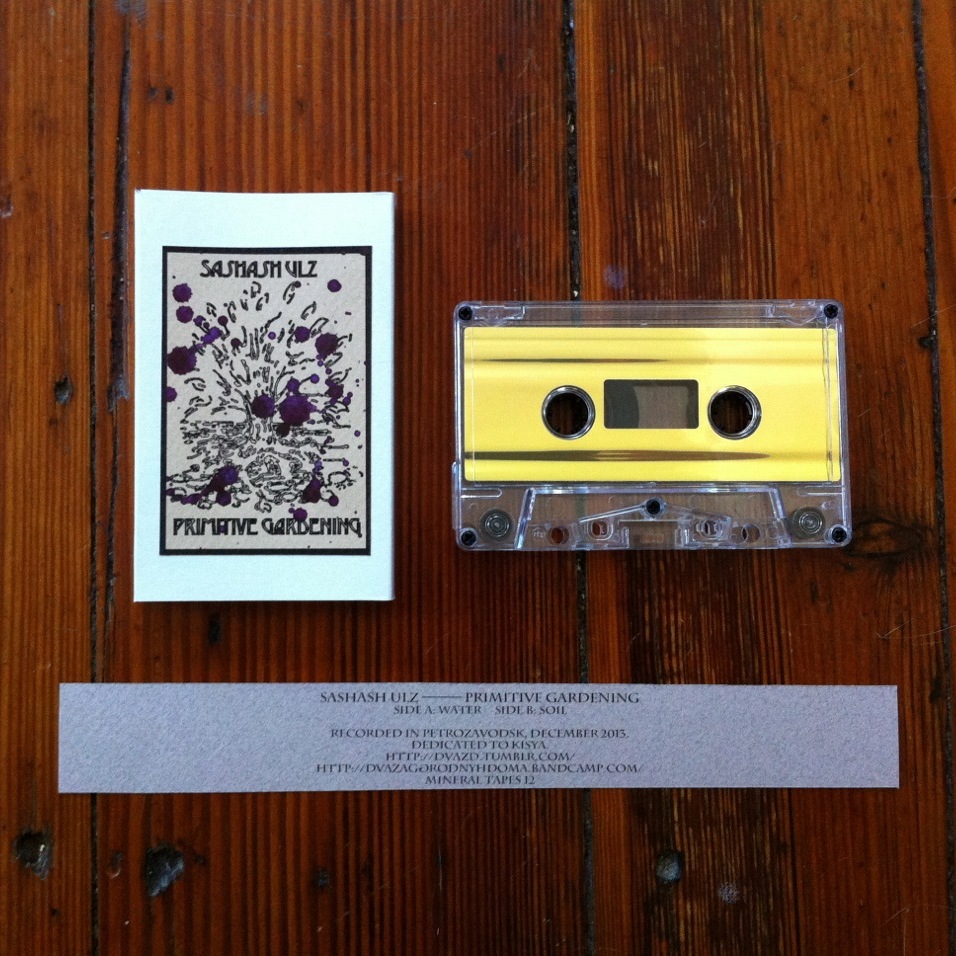 SASHASH ULZ
PRIMITIVE GARDENING
SASHASH ULZ —— PRIMITIVE GARDENING
SIDE A: WATER SIDE B: SOIL
RECORDED IN PETROZAVODSK, DECEMBER 2013.
DEDICATED TO KISYA.
HTTP://DVAZD.TUMBLR.COM/
HTTP://DVAZAGORODNYHDOMA.BANDCAMP.COM/
MINERAL TAPES 12